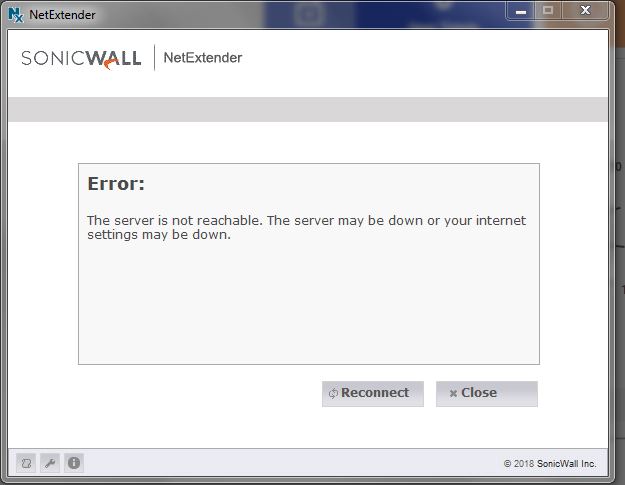 NetExtender
SONICWALL | NetExtender
Error:
The server is not reachable. The server may be down or your internet
settings may be down.
Reconnect
Close
© 2018 SonicWall Inc.